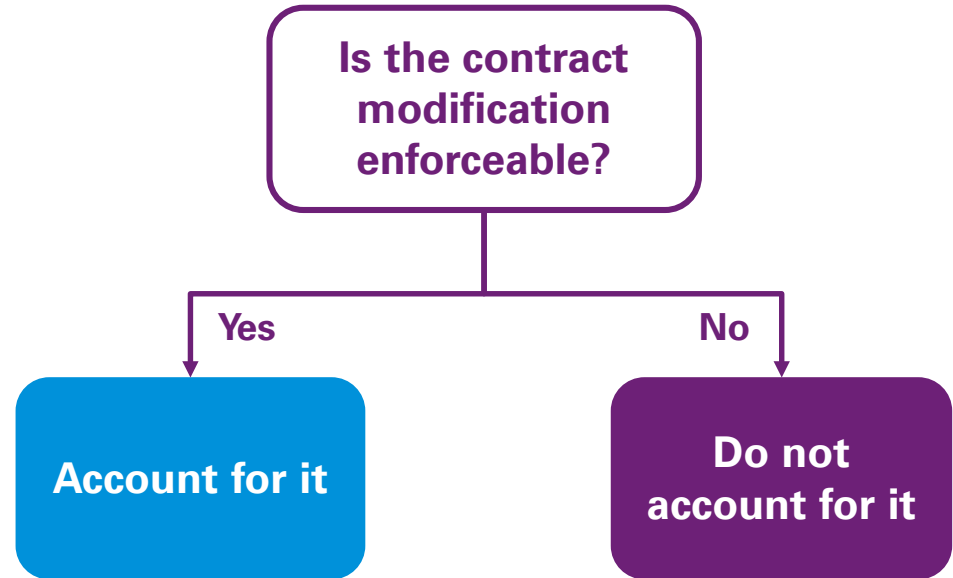 Is the contract
modification
enforceable?
Yes
No
Account for it
Do not
account for it